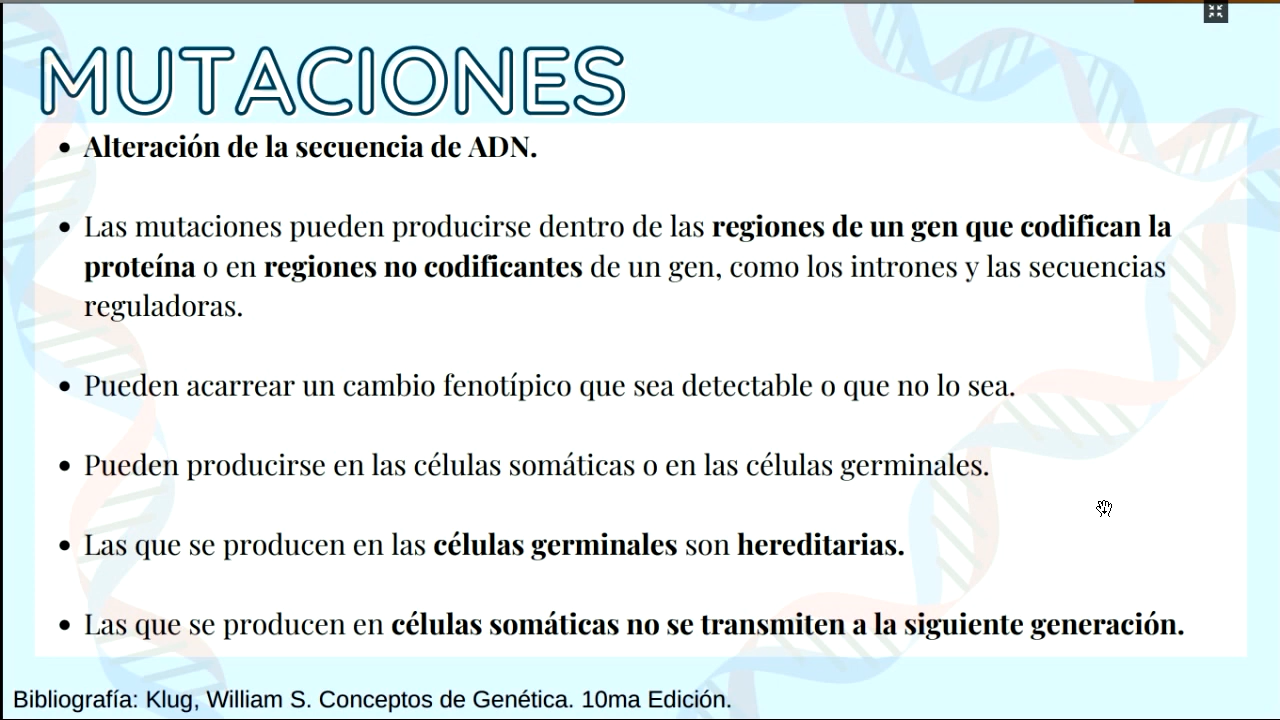 MUTACIONES
• Alteración de la secuencia de ADN.
• Las mutaciones pueden producirse dentro de las regiones de un gen que codifican la
proteína o en regiones no codificantes de un gen, como los intrones y las secuencias
reguladoras.
• Pueden acarrear un cambio fenotípico que sea detectable o que no lo sea.
• Pueden producirse en las células somáticas o en las células germinales.
• Las que se producen en las células germinales son hereditarias.
• Las que se producen en células somáticas no se transmiten a la siguiente generación.
Bibliografía: Klug, William S. Conceptos de Genética. 10ma Edición.